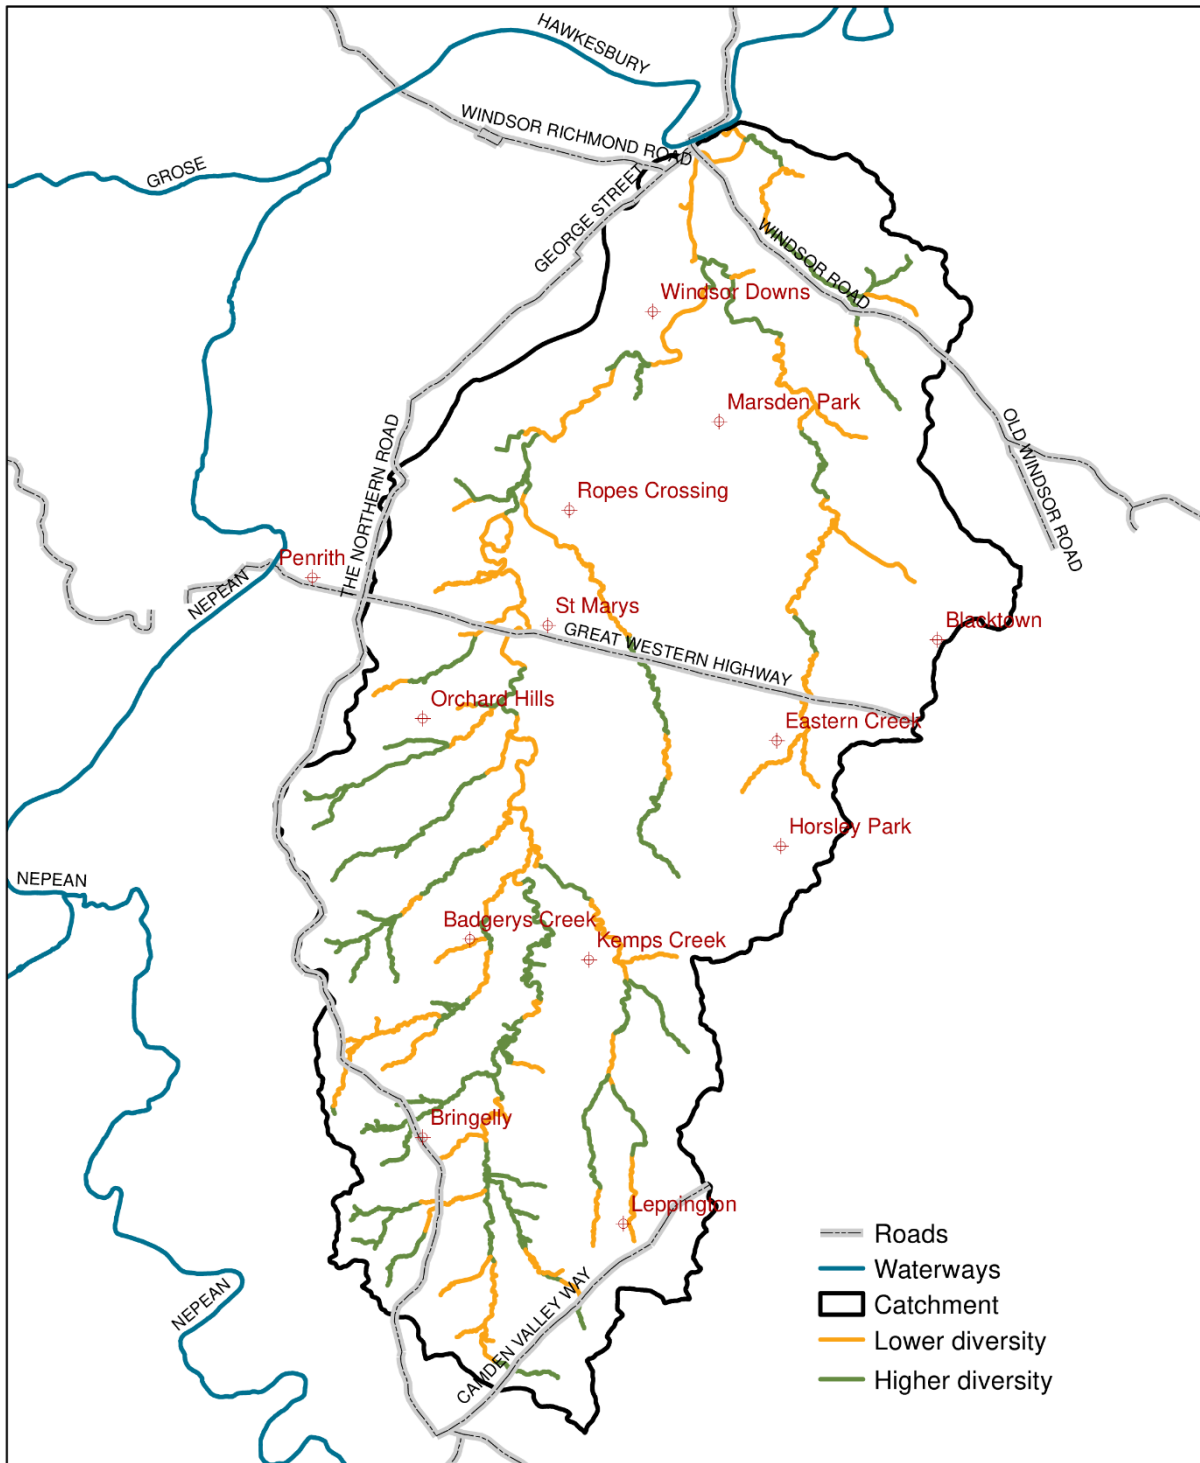 HAWKESBURY
WINDSOR RICHMOND ROAD
GROSE
GEORGE STREET
WINDSOR ROAD
Windsor Downs
Marsden Park
OLD WINDSOR ROAD
THE NORTHERN ROAD
Ropes Crossing
Penrith
NEPEAN
St Marys
GREAT WESTERN HIGHWAY
Blacktown
Orchard Hills
Eastern Creek
Horsley Park
NEPEAN
Badgerys Creek
Kemps Creek
Bringelly
Leppington
NEPEAN
CAMDEN VALLEY WAY
Roads
Waterways
Catchment
Lower diversity
Higher diversity